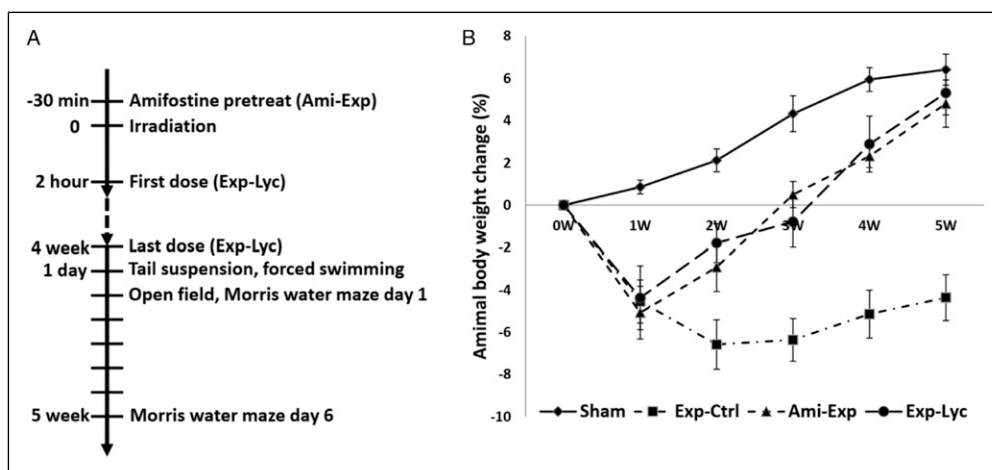 A
-30 min Amifostine pretreat (Ami-Exp)
0 Irradiation
2 hour First dose (Exp-Lyc)
4 week Last dose (Exp-Lyc)
1 day Tail suspension, forced swimming
Open field, Morris water maze day 1
5 week Morris water maze day 6
B
Amimal body weight change (%)
8
6
4
2
0
-2
-4
-6
-8
-10
0W 1W 2W 3W 4W 5W
Sham Exp-Ctrl Ami-Exp Exp-Lyc